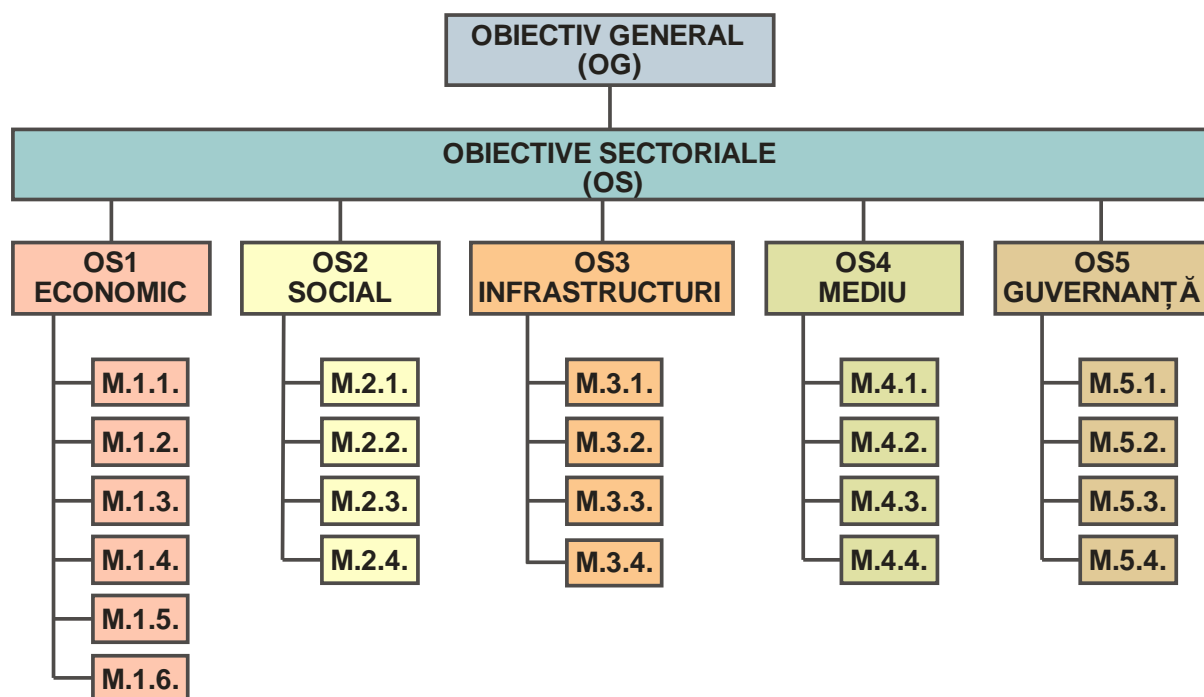 OBIECTIV GENERAL
(OG)
OBIECTIVE SECTORIALE
(OS)
OS1
ECONOMIC
OS2
SOCIAL
OS3
INFRASTRUCTURI
OS4
MEDIU
OS5
GUVERNANȚĂ
M.1.1.
M.1.2.
M.1.3.
M.1.4.
M.1.5.
M.1.6.
M.2.1.
M.2.2.
M.2.3.
M.2.4.
M.3.1.
M.3.2.
M.3.3.
M.3.4.
M.4.1.
M.4.2.
M.4.3.
M.4.4.
M.5.1.
M.5.2.
M.5.3.
M.5.4.